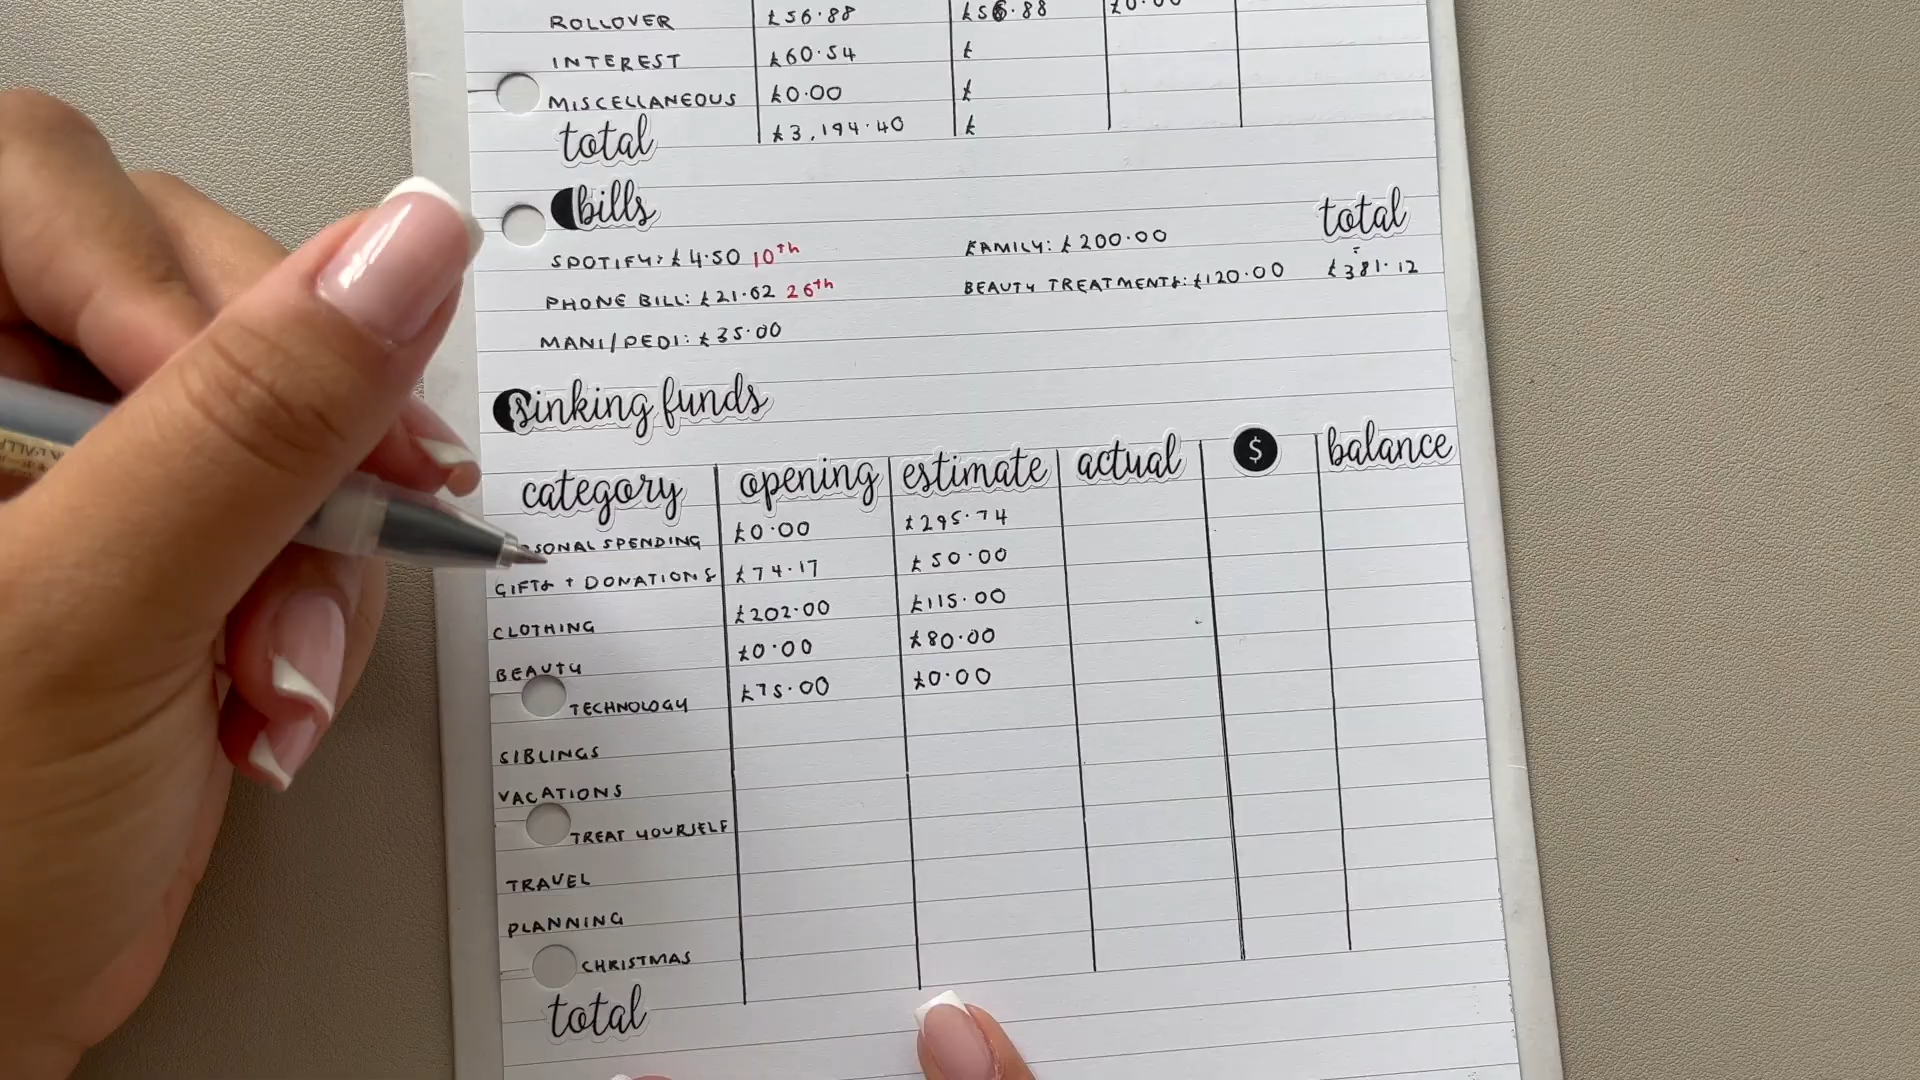 ROLLOVER £56.88 £56.88 £0.00
INTEREST £60.54 £
MISCELLANEOUS £0.00 £
total £3,194.40 £
bills
total
SPOTIFY: £4.50 10th FAMILY: £200.00
PHONE BILL: £21.62 26th BEAUTY TREATMENTS: £120.00 £381.12
MANI/PEDI: £35.00
sinking funds
category opening estimate actual $ balance
SONAL SPENDING £0.00 £295.74
GIFTS + DONATIONS £74.17 £50.00
CLOTHING £202.00 £115.00
BEAUTY £0.00 £80.00
TECHNOLOGY £75.00 £0.00
SIBLINGS
VACATIONS
TREAT YOURSELF
TRAVEL
PLANNING
CHRISTMAS
total